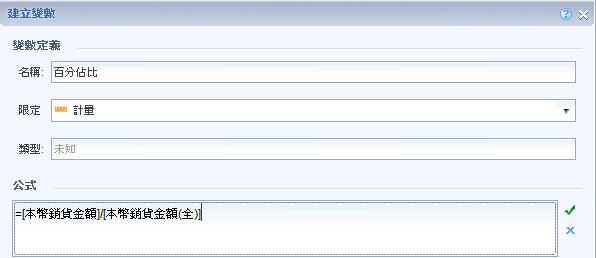 建立變數
變數定義
名稱: 百分佔比
限定 計量
類型: 未知
公式
=[本幣銷貨金額]/[本幣銷貨金額(全)]